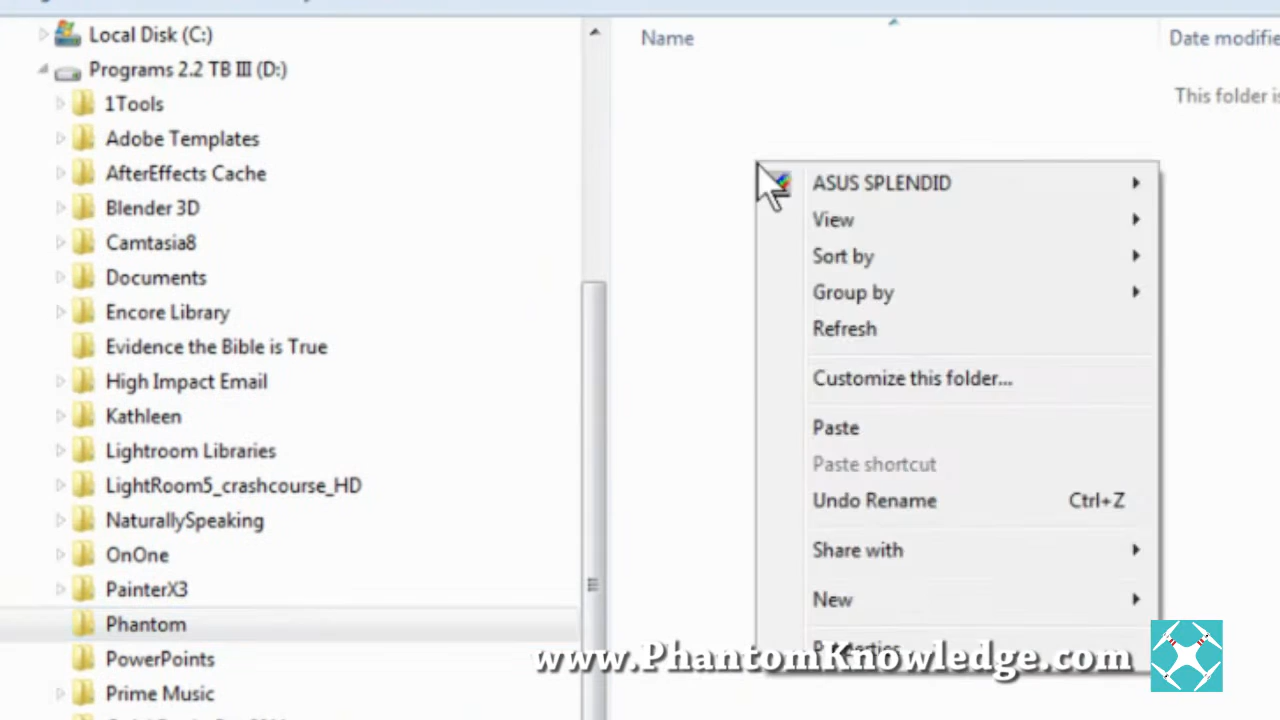 Local Disk (C:)
Programs 2.2 TB III (D:)
1Tools
Adobe Templates
AfterEffects Cache
Blender 3D
Camtasia8
Documents
Encore Library
Evidence the Bible is True
High Impact Email
Kathleen
Lightroom Libraries
LightRoom5_crashcourse_HD
NaturallySpeaking
OnOne
PainterX3
Phantom
PowerPoints
Prime Music
Name
Date modifie
This folder is
ASUS SPLENDID
View
Sort by
Group by
Refresh
Customize this folder...
Paste
Paste shortcut
Undo Rename Ctrl+Z
Share with
New
Properties
www.PhantomKnowledge.com